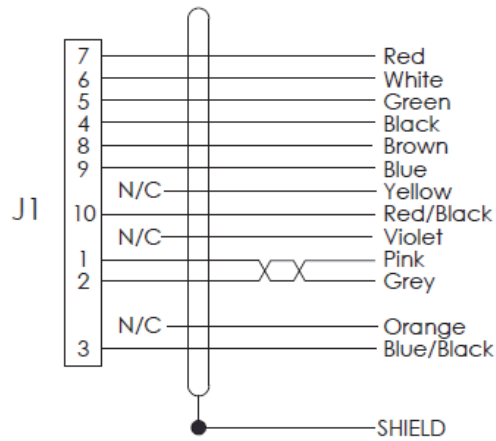 7 Red
6 White
5 Green
4 Black
8 Brown
9 Blue
N/C Yellow
J1
10 Red/Black
N/C Violet
1 Pink
2 Grey
N/C Orange
3 Blue/Black
SHIELD